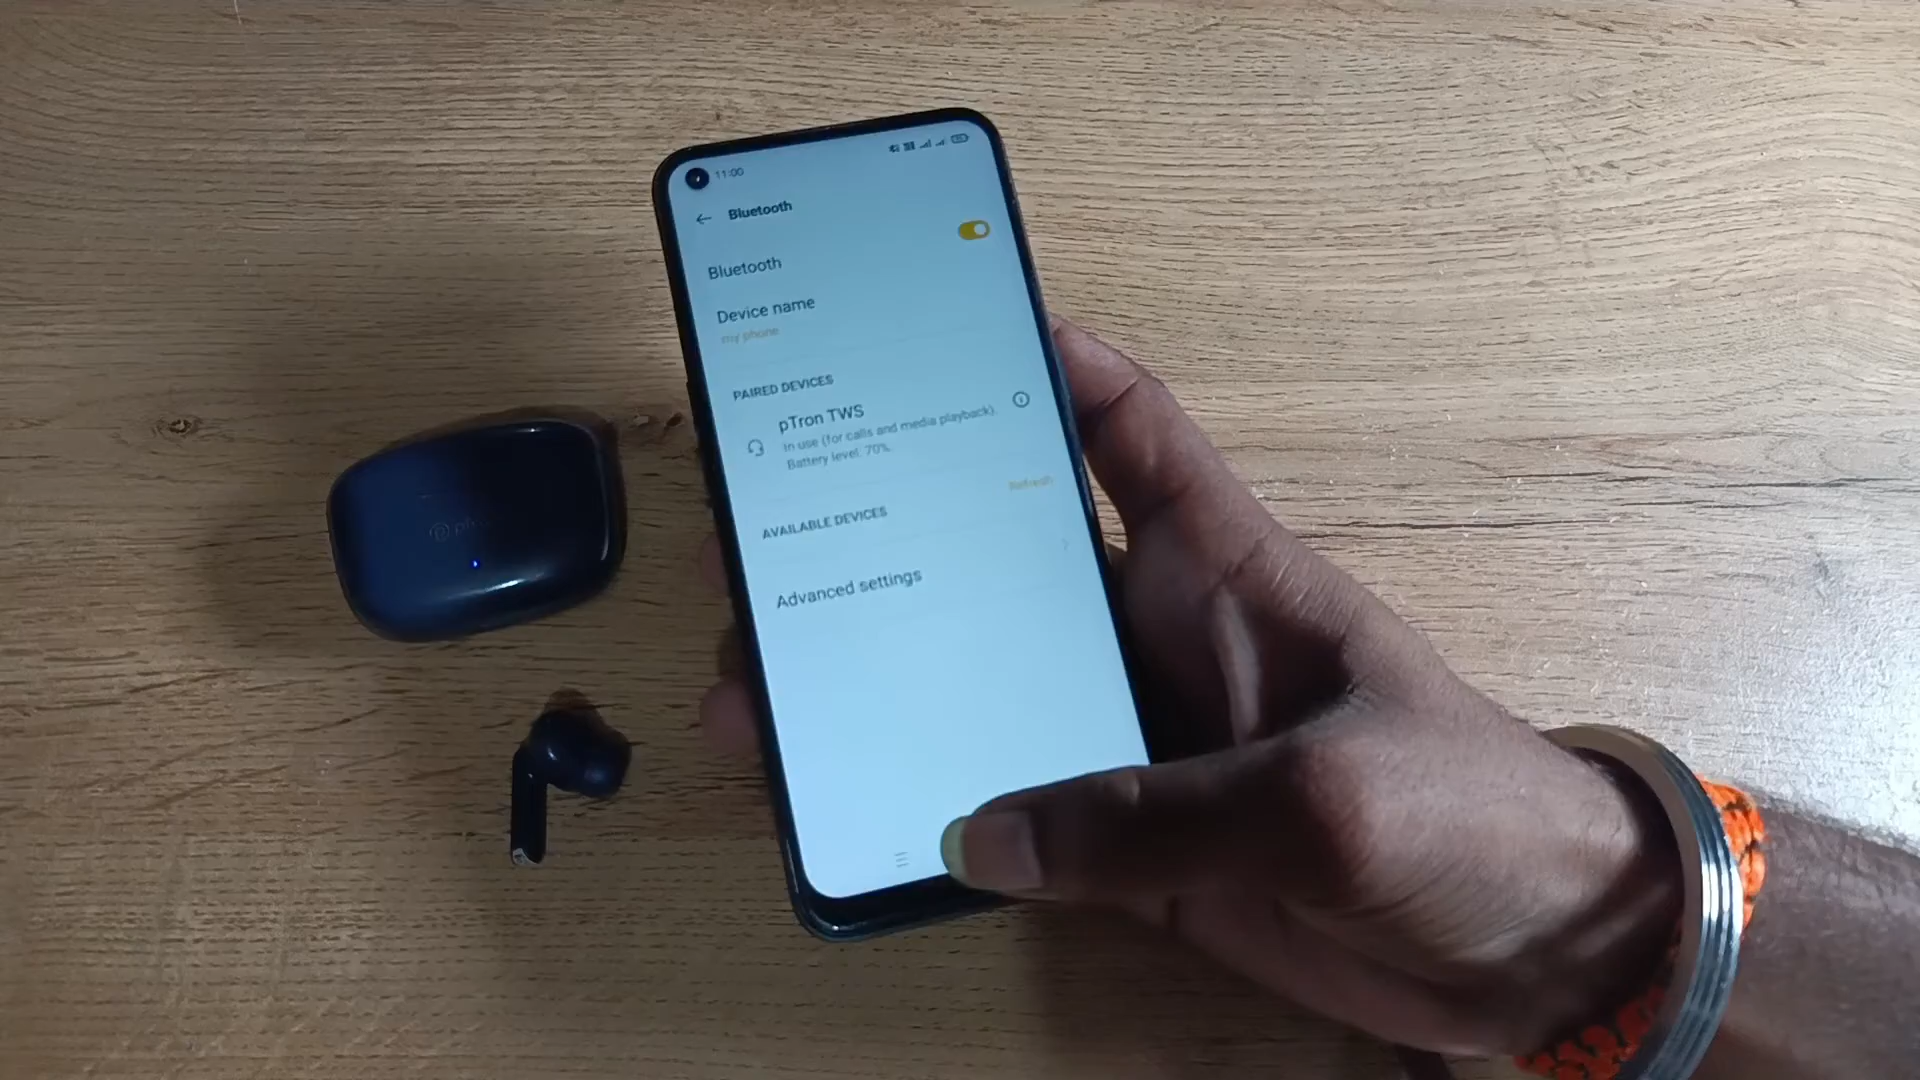 11:00
Bluetooth
Bluetooth
Device name
my phone
PAIRED DEVICES
pTron TWS
In use (for calls and media playback).
Battery level: 70%.
Refresh
AVAILABLE DEVICES
Advanced settings